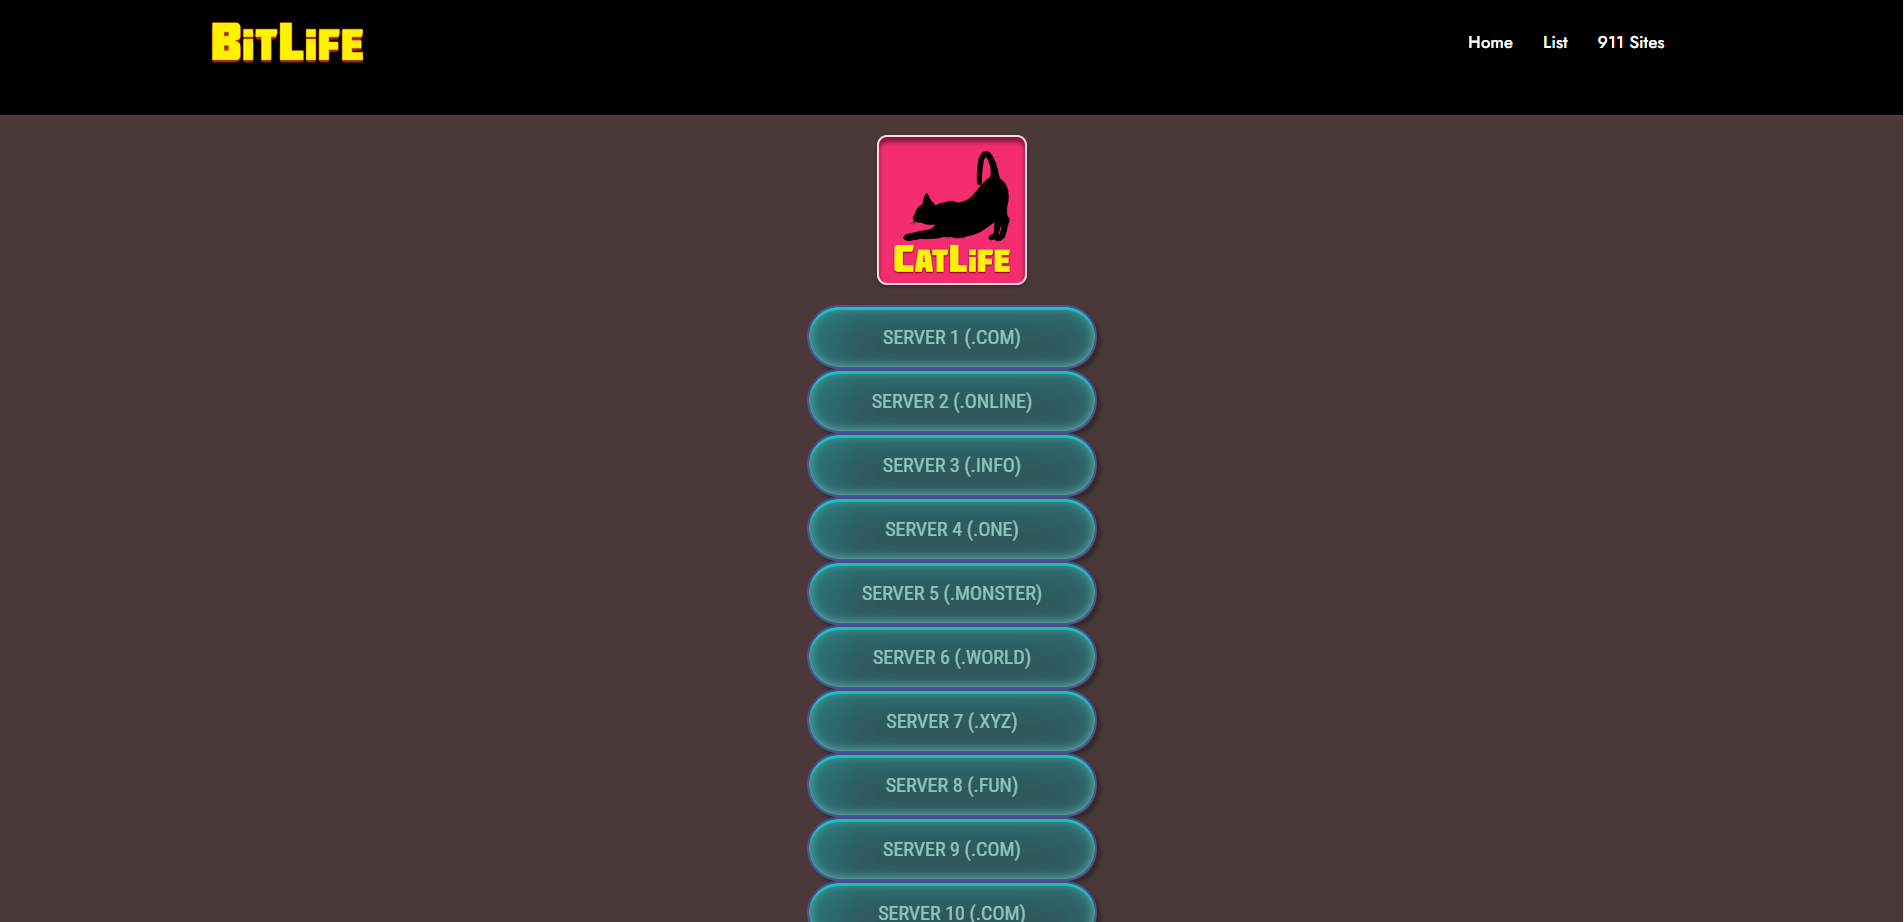 BiTLiFE
Home List 911 Sites
CATLiFE
SERVER 1 (.COM)
SERVER 2 (.ONLINE)
SERVER 3 (.INFO)
SERVER 4 (.ONE)
SERVER 5 (.MONSTER)
SERVER 6 (.WORLD)
SERVER 7 (.XYZ)
SERVER 8 (.FUN)
SERVER 9 (.COM)
SERVER 10 (.COM)